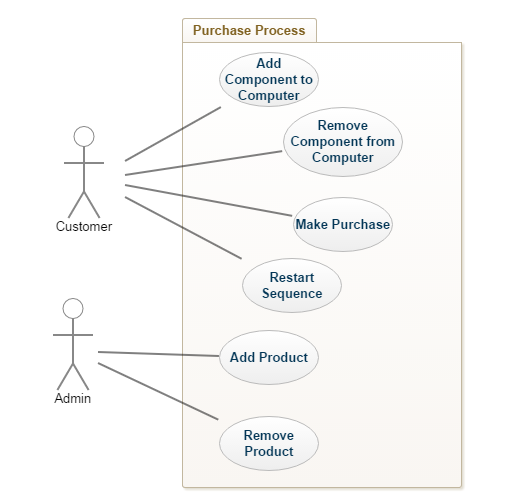 Purchase Process
Add
Component to
Computer
Remove
Component from
Computer
Make Purchase
Customer
Restart
Sequence
Add Product
Admin
Remove
Product